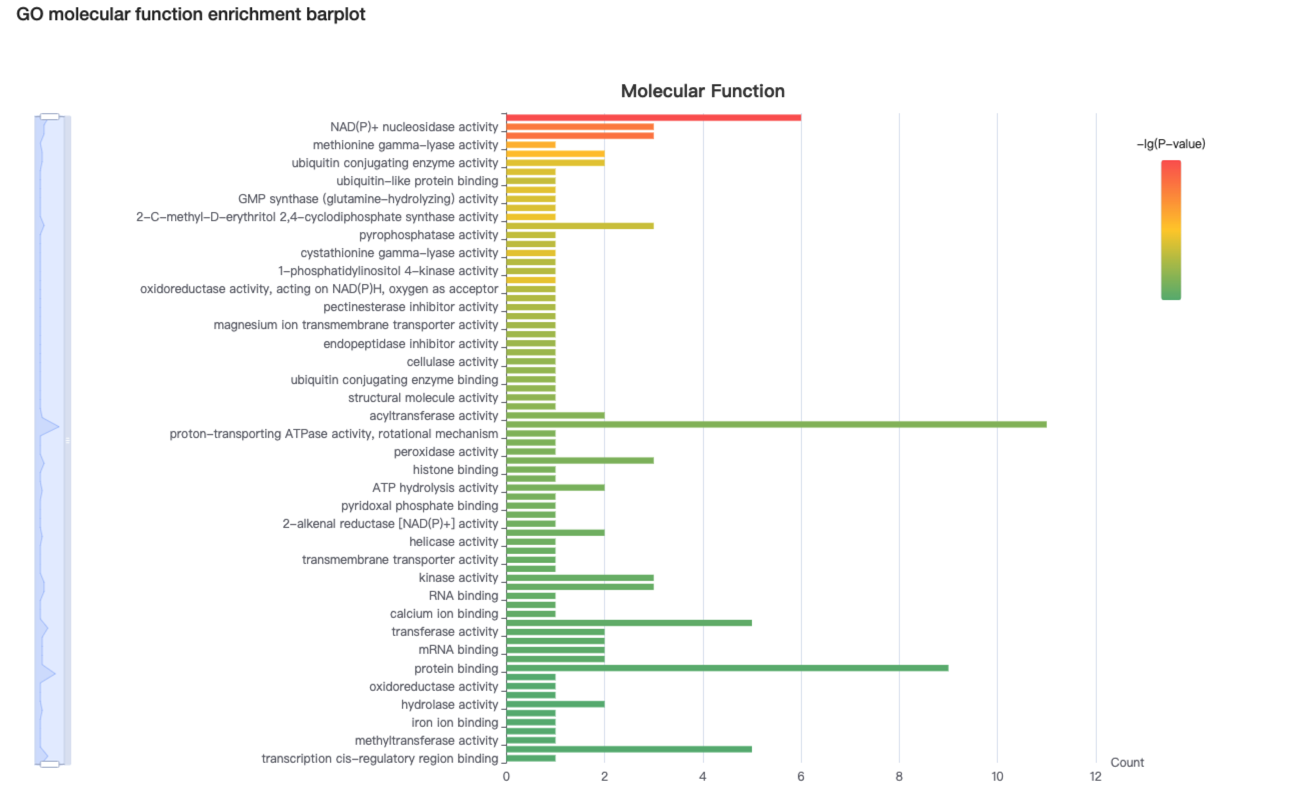 GO molecular function enrichment barplot
Molecular Function
NAD(P)+ nucleosidase activity
methionine gamma-lyase activity
ubiquitin conjugating enzyme activity
ubiquitin-like protein binding
GMP synthase (glutamine-hydrolyzing) activity
2-C-methyl-D-erythritol 2,4-cyclodiphosphate synthase activity
pyrophosphatase activity
cystathionine gamma-lyase activity
1-phosphatidylinositol 4-kinase activity
oxidoreductase activity, acting on NAD(P)H, oxygen as acceptor
pectinesterase inhibitor activity
magnesium ion transmembrane transporter activity
endopeptidase inhibitor activity
cellulase activity
ubiquitin conjugating enzyme binding
structural molecule activity
acyltransferase activity
proton-transporting ATPase activity, rotational mechanism
peroxidase activity
histone binding
ATP hydrolysis activity
pyridoxal phosphate binding
2-alkenal reductase [NAD(P)+] activity
helicase activity
transmembrane transporter activity
kinase activity
RNA binding
calcium ion binding
transferase activity
mRNA binding
protein binding
oxidoreductase activity
hydrolase activity
iron ion binding
methyltransferase activity
transcription cis-regulatory region binding
0 2 4 6 8 10 12
Count
-lg(P-value)